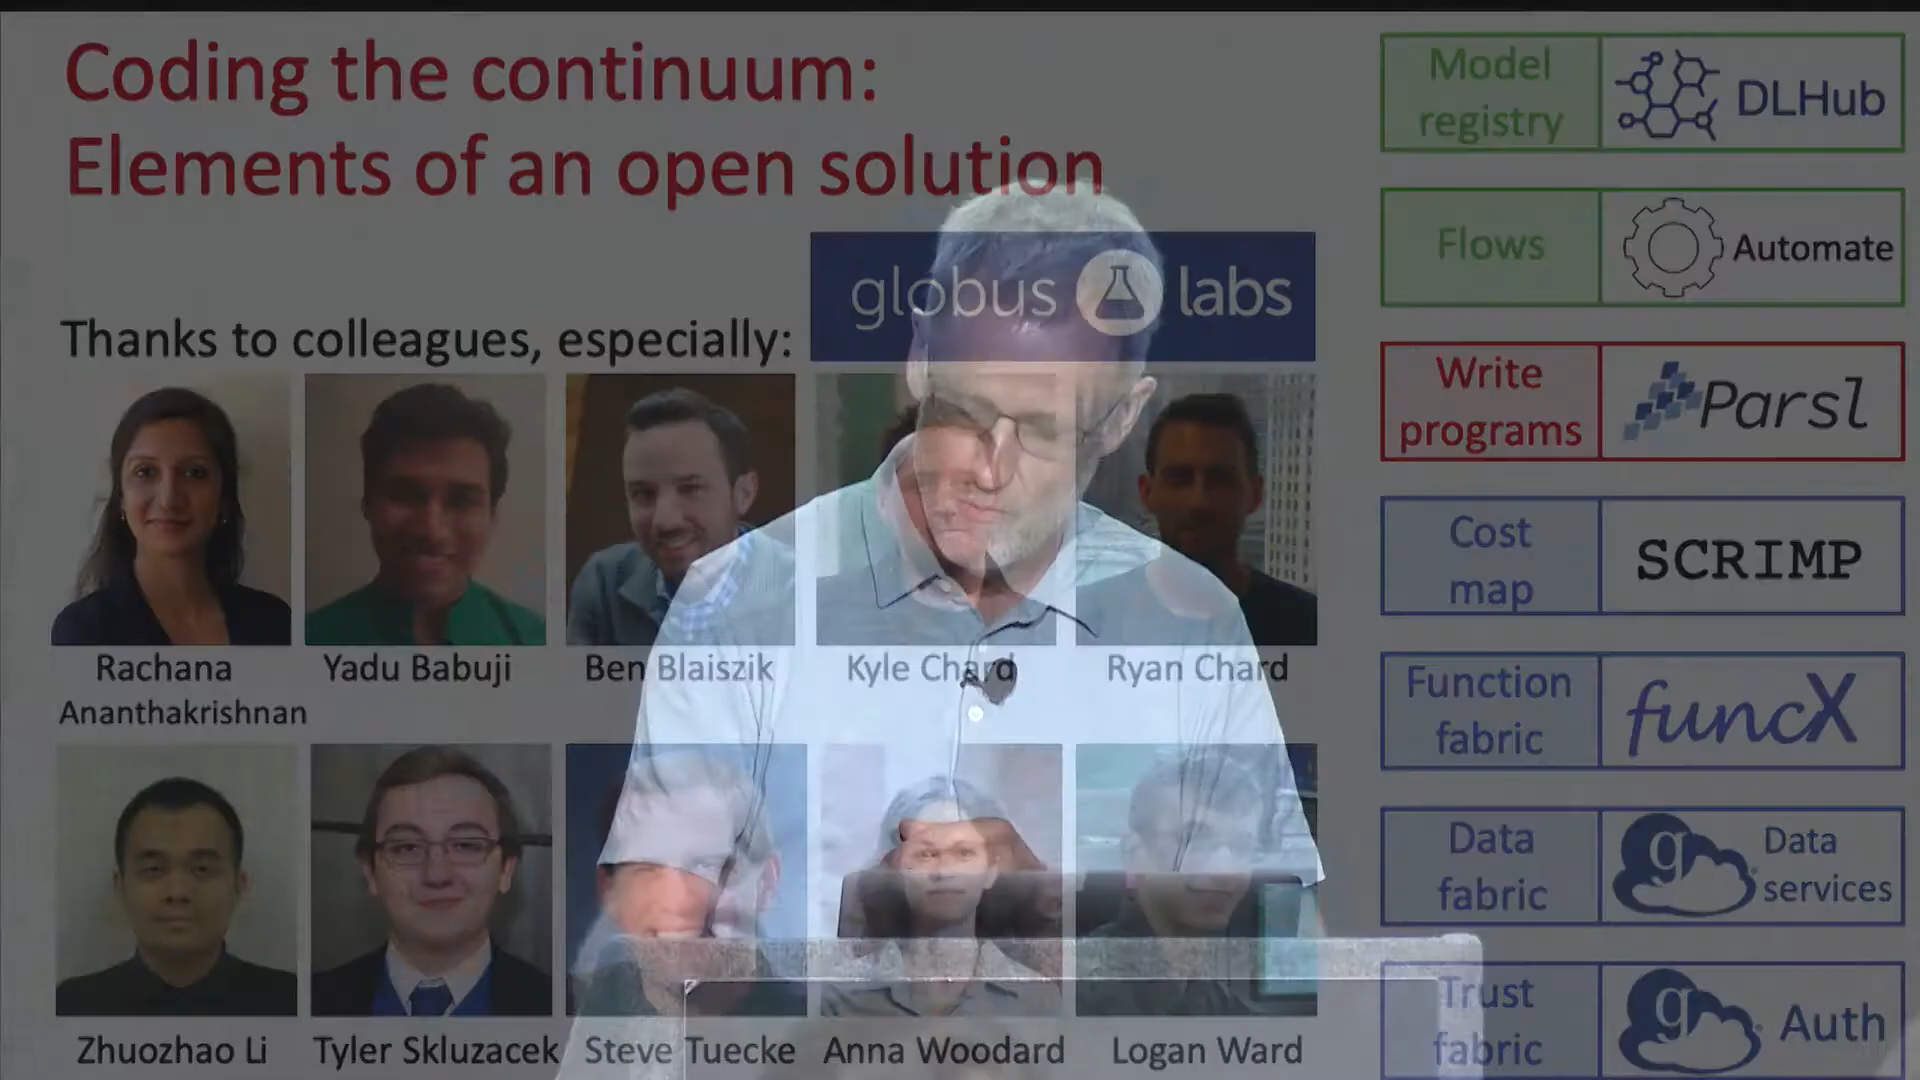 Coding the continuum:
Elements of an open solution
Thanks to colleagues, especially:
globus labs
Rachana
Ananthakrishnan
Yadu Babuji
Ben Blaiszik
Kyle Chard
Ryan Chard
Zhuozhao Li
Tyler Skluzacek
Steve Tuecke
Anna Woodard
Logan Ward
Model
registry
DLHub
Flows
Automate
Write
programs
Parsl
Cost
map
SCRIMP
Function
fabric
funcX
Data
fabric
g
Data
services
Trust
fabric
g
Auth